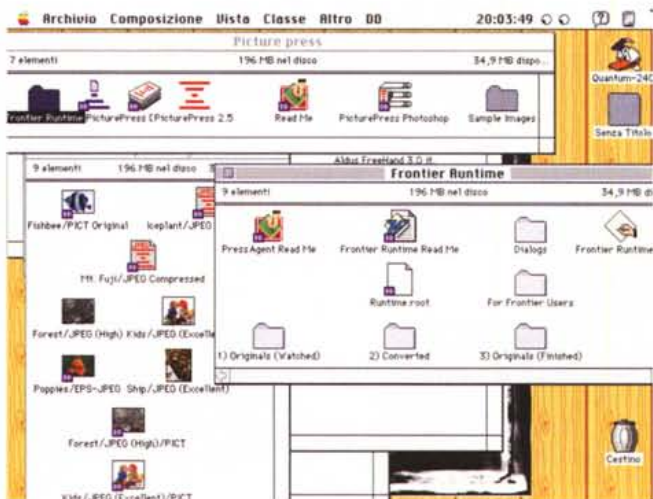 Archivio Composizione Vista Classe Altro DD 20:03:49
Picture press
7 elementi 196 MB nel disco 34,9 MB dispo...
Quantum-240
Frontier Runtime PicturePress PicturePress 2.5 Read Me PicturePress Photoshop Sample Images
Senza Titolo
Aldus FreeHand 3.0 it.
9 elementi 196 MB nel disco
Frontier Runtime
9 elementi 196 MB nel disco 34,9 MB di
Fishbee/PICT Original Iceplant/JPEG
PressAgent Read Me Frontier Runtime Read Me Dialogs Frontier Runtime
Mt. Fuji/JPEG Compressed
Runtime.root For Frontier Users
Forest/JPEG (High) Kids/JPEG (Excelle
1) Originals (Watched) 2) Converted 3) Originals (Finished)
Poppies/EPS-JPEG Ship/JPEG (Excellent)
Forest/JPEG (High)/PICT
Cestino
Kids/JPEG (Excellent)/PICT